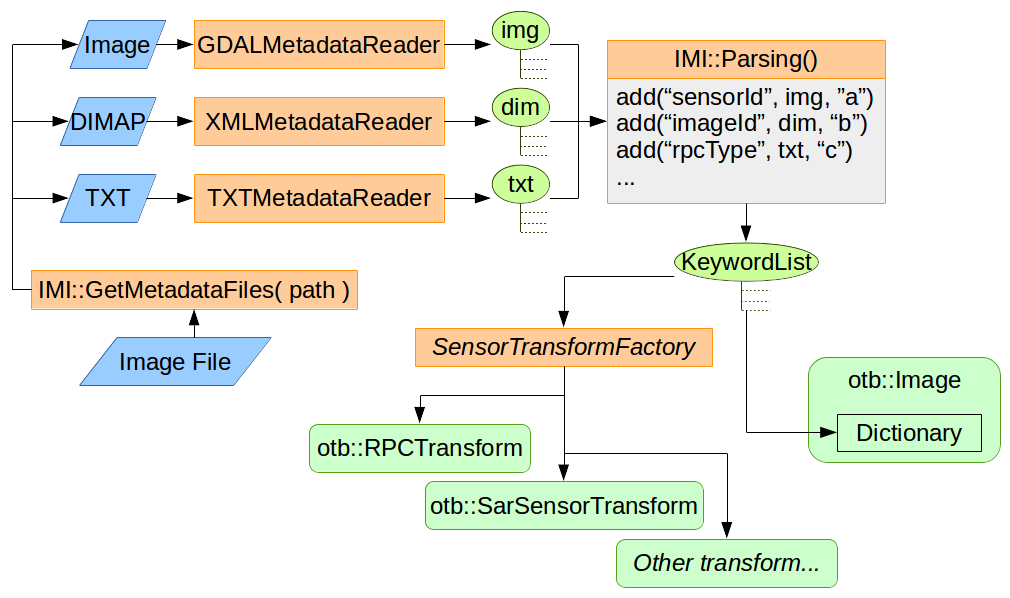 Image
GDALMetadataReader
img
DIMAP
XMLMetadataReader
dim
TXT
TXTMetadataReader
txt
IMI::Parsing()
add(“sensorId”, img, ”a”)
add(“imageId”, dim, “b”)
add(“rpcType”, txt, “c”)
...
IMI::GetMetadataFiles( path )
Image File
KeywordList
SensorTransformFactory
otb::Image
Dictionary
otb::RPCTransform
otb::SarSensorTransform
Other transform...